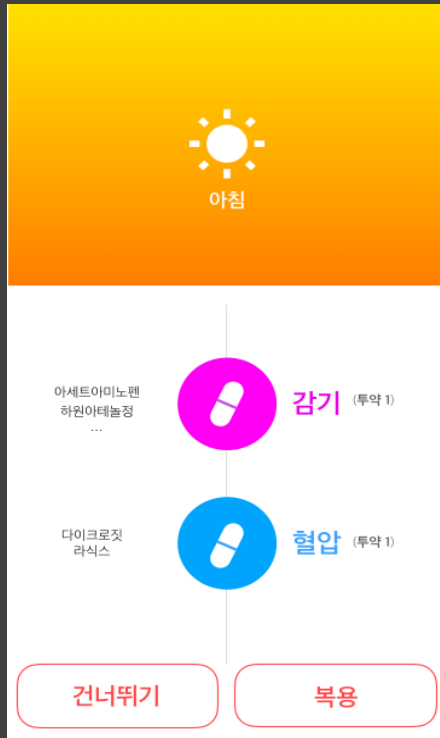 아침
아세트아미노펜
하원아테놀정
...
감기 (투약 1)
다이크로짓
라식스
혈압 (투약 1)
건너뛰기
복용